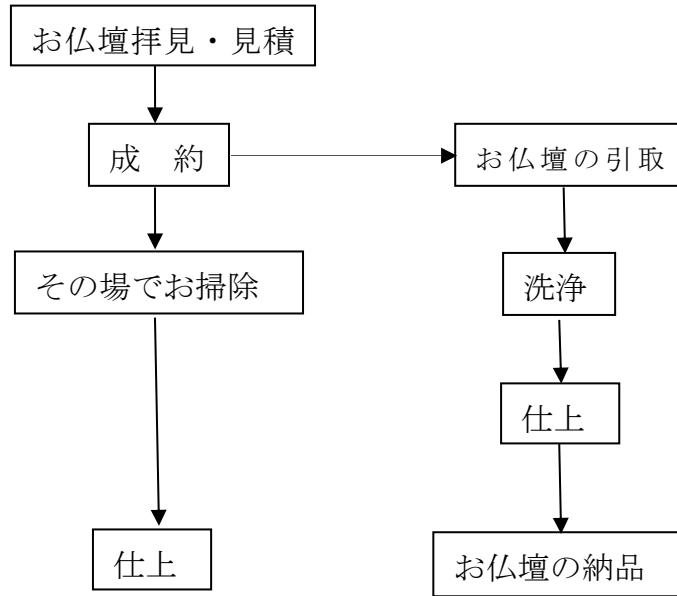 お仏壇拝見・見積
成　約
お仏壇の引取
その場でお掃除
洗浄
仕上
仕上
お仏壇の納品